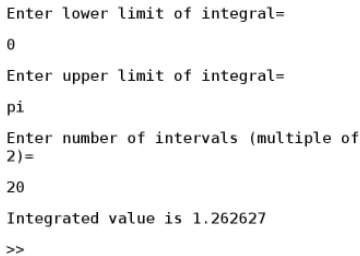 Enter lower limit of integral=
0
Enter upper limit of integral=
pi
Enter number of intervals (multiple of
2)=
20
Integrated value is 1.262627
>>